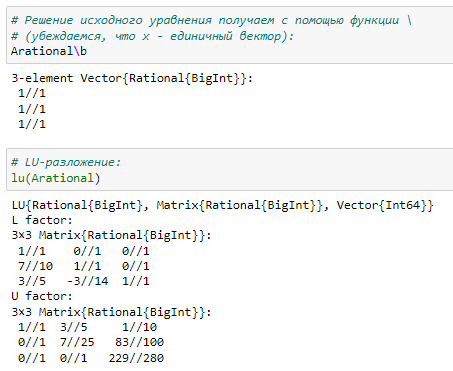 # Решение исходного уравнения получаем с помощью функции \
# (убеждаемся, что x - единичный вектор):
Arational\b
3-element Vector{Rational{BigInt}}:
1//1
1//1
1//1
# LU-разложение:
lu(Arational)
LU{Rational{BigInt}, Matrix{Rational{BigInt}}, Vector{Int64}}
L factor:
3×3 Matrix{Rational{BigInt}}:
1//1 0//1 0//1
7//10 1//1 0//1
3//5 -3//14 1//1
U factor:
3×3 Matrix{Rational{BigInt}}:
1//1 3//5 1//10
0//1 7//25 83//100
0//1 0//1 229//280